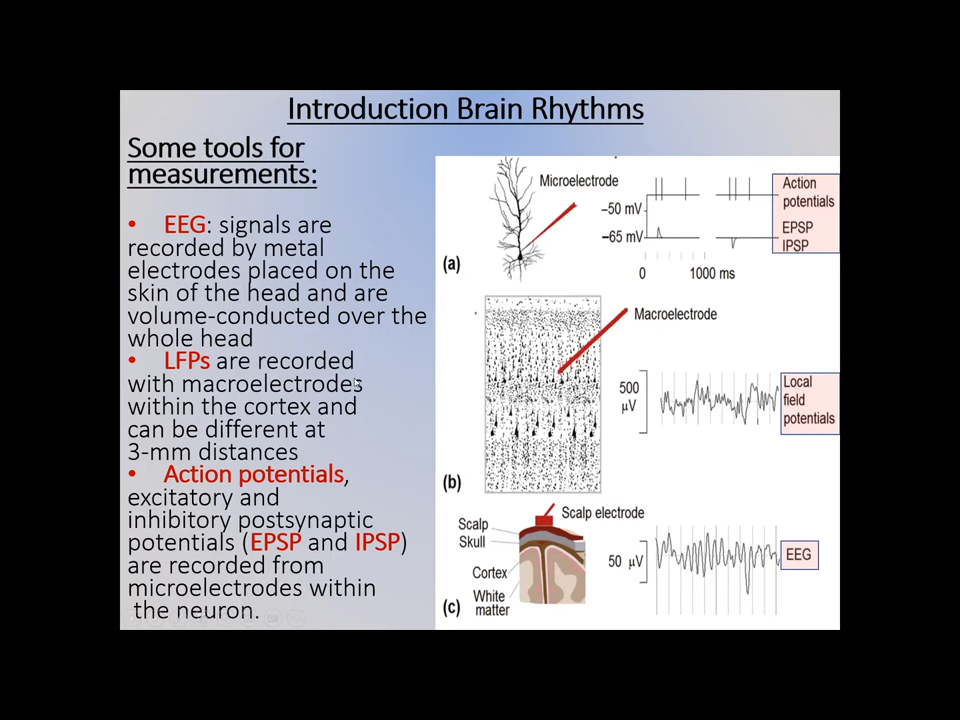 Introduction Brain Rhythms
Some tools for
measurements:
• EEG: signals are
recorded by metal
electrodes placed on the
skin of the head and are
volume-conducted over the
whole head
• LFPs are recorded
with macroelectrodes
within the cortex and
can be different at
3-mm distances
• Action potentials,
excitatory and
inhibitory postsynaptic
potentials (EPSP and IPSP)
are recorded from
microelectrodes within
the neuron.
Microelectrode
–50 mV
–65 mV
0 1000 ms
Action
potentials
EPSP
IPSP
(a)
Macroelectrode
500
µV
Local
field
potentials
(b)
Scalp electrode
Scalp
Skull
Cortex
White
matter
50 µV
EEG
(c)